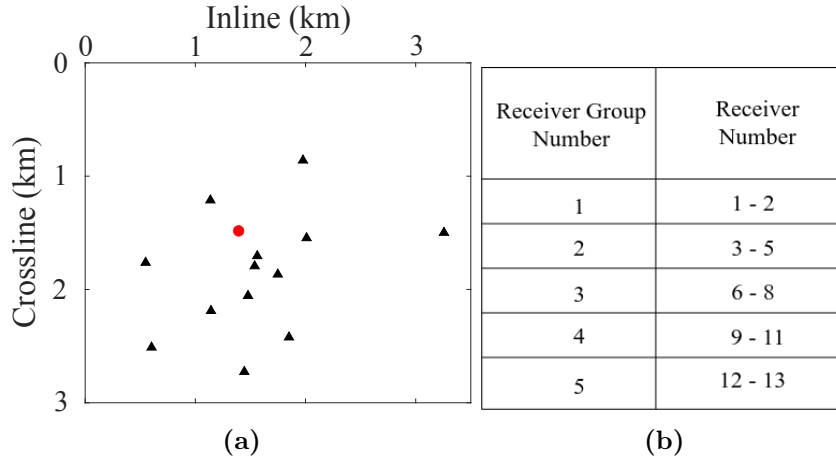 Inline (km)
0 1 2 3
Crossline (km)
0
1
2
3
(a)
Receiver Group Number
Receiver Number
1 1 - 2
2 3 - 5
3 6 - 8
4 9 - 11
5 12 - 13
(b)